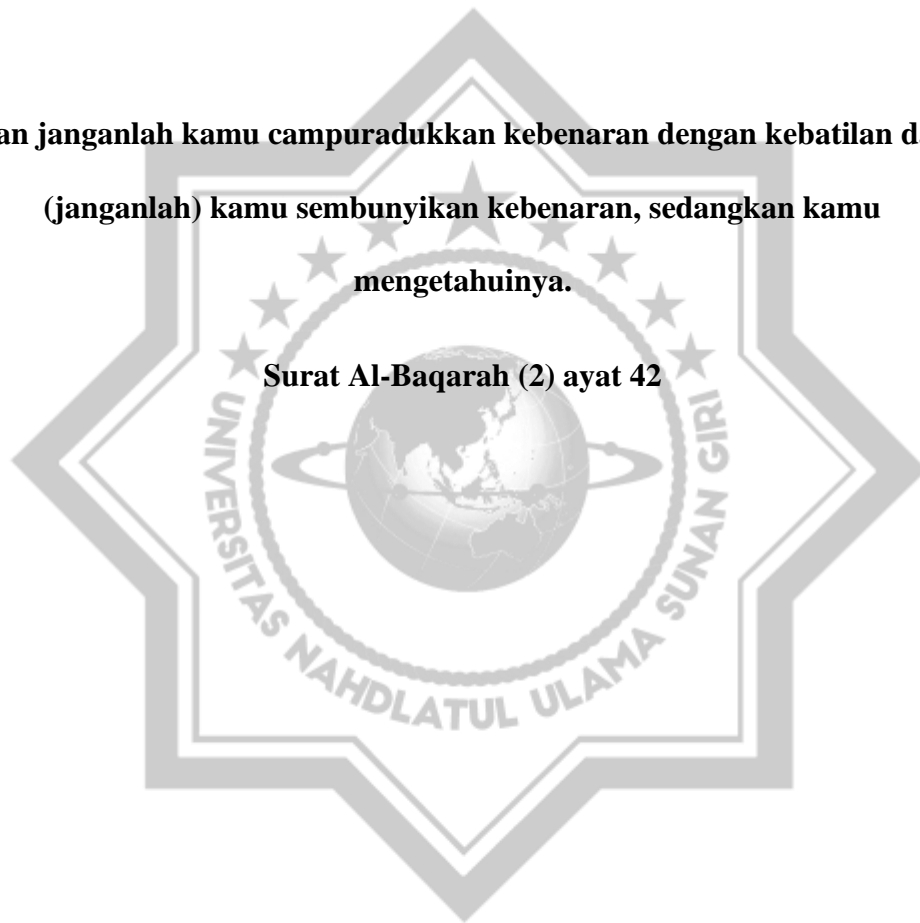 an janganlah kamu campuradukkan kebenaran dengan kebatilan d
(janganlah) kamu sembunyikan kebenaran, sedangkan kamu
mengetahuinya.
Surat Al-Baqarah (2) ayat 42
UNIVERSITAS NAHDLATUL ULAMA SUNAN GIRI